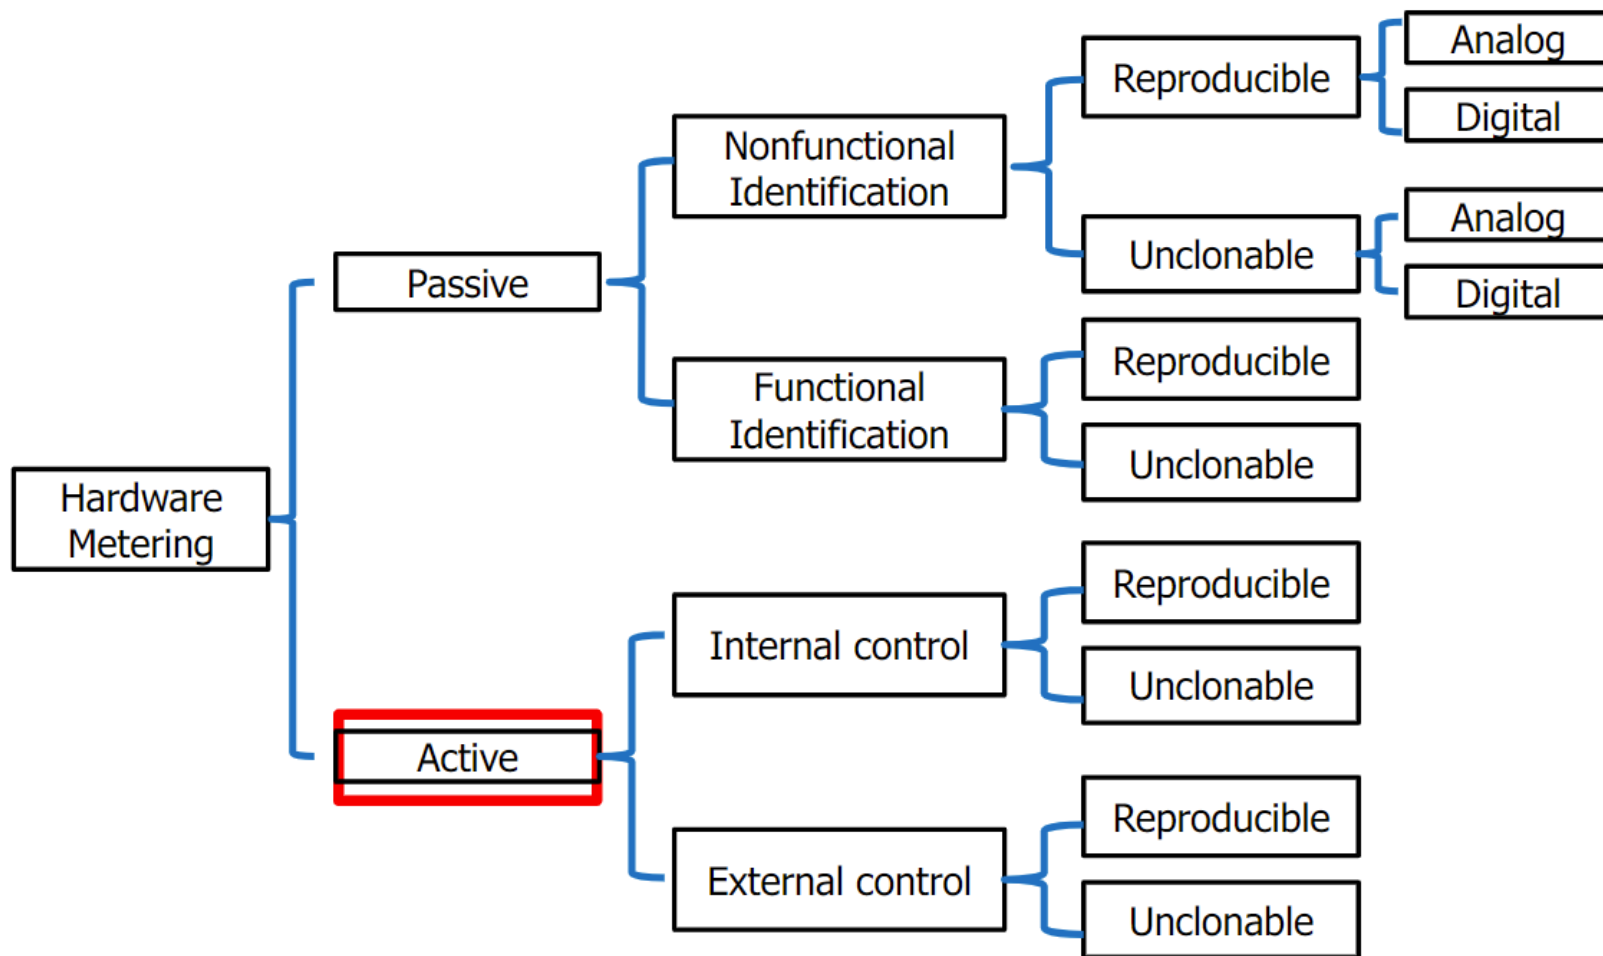 Hardware
Metering
Passive
Nonfunctional
Identification
Reproducible
Analog
Digital
Unclonable
Analog
Digital
Functional
Identification
Reproducible
Unclonable
Active
Internal control
Reproducible
Unclonable
External control
Reproducible
Unclonable